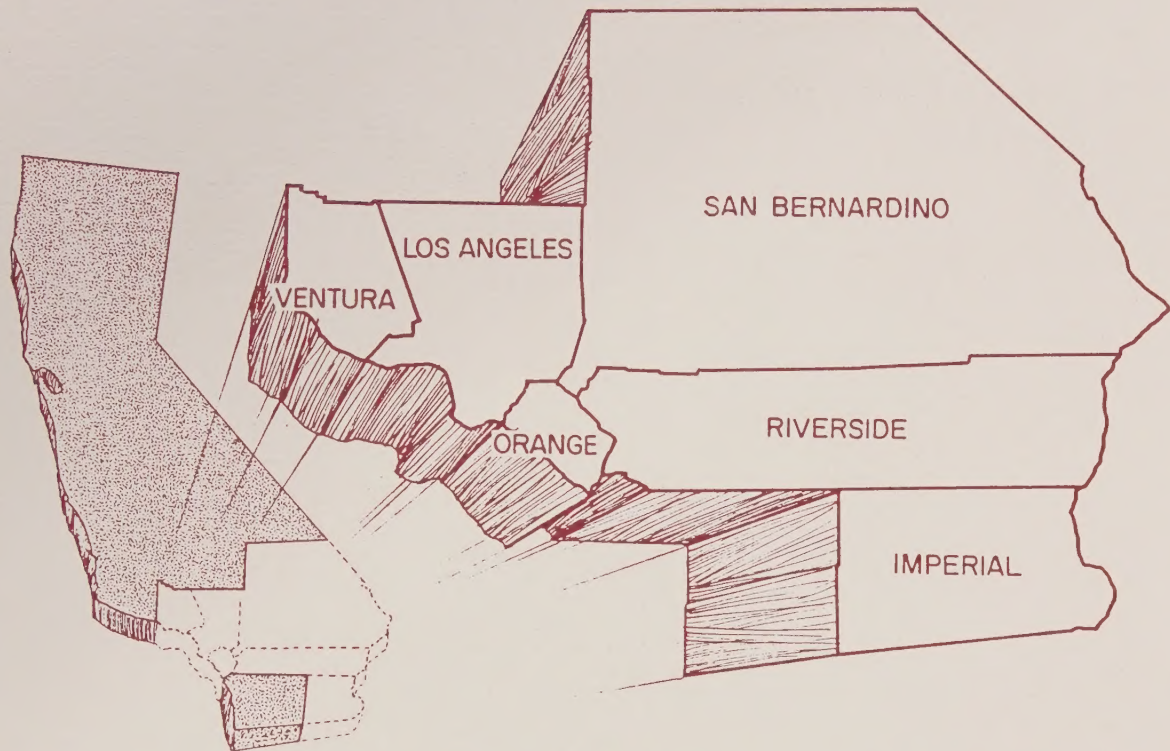 SAN BERNARDINO
LOS ANGELES
VENTURA
ORANGE
RIVERSIDE
IMPERIAL